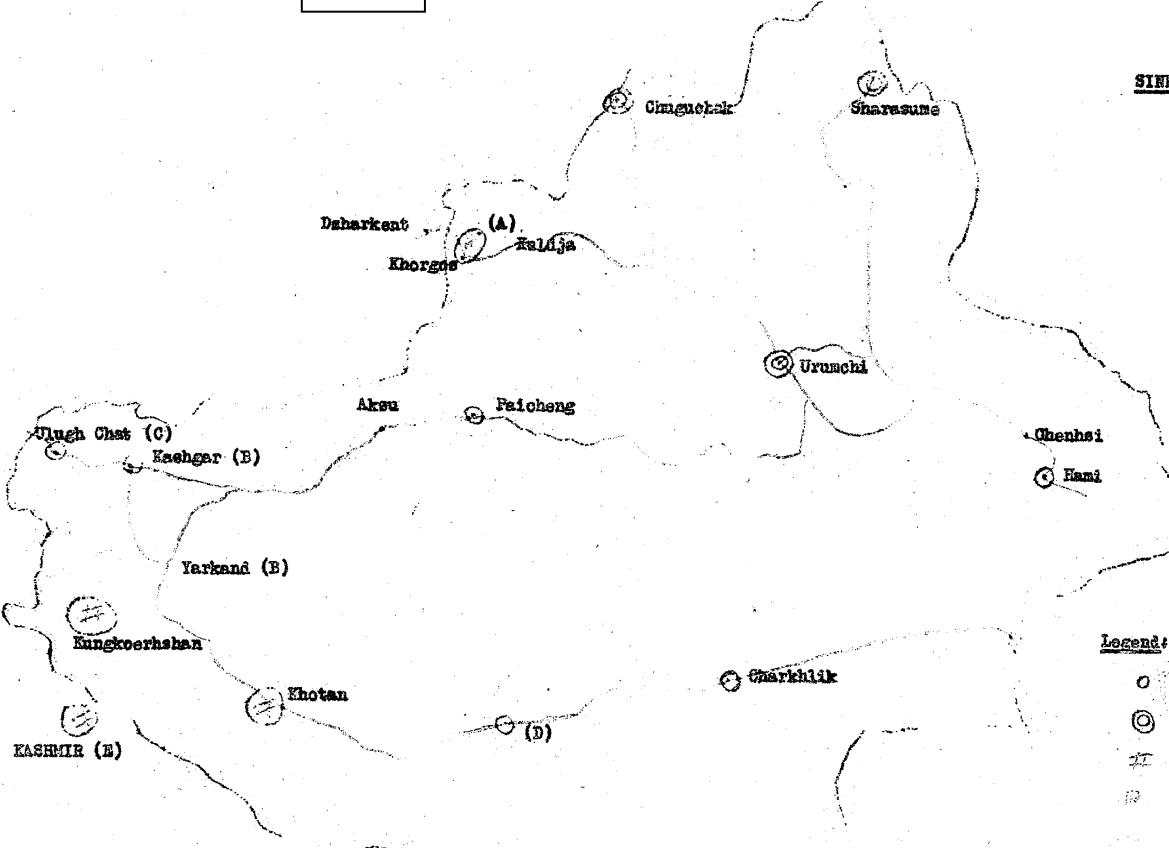 SINK
Chuguchak
Sharasume
Dzharkent
(A)
Kuldja
Khorgos
Urumchi
Aksu
Paicheng
Ulugh Chat (C)
Kashgar (B)
Chenhsi
Hami
Yarkand (B)
Kungkoerhshan
Legend:
Charkhlik
Khotan
(D)
KASHMIR (E)